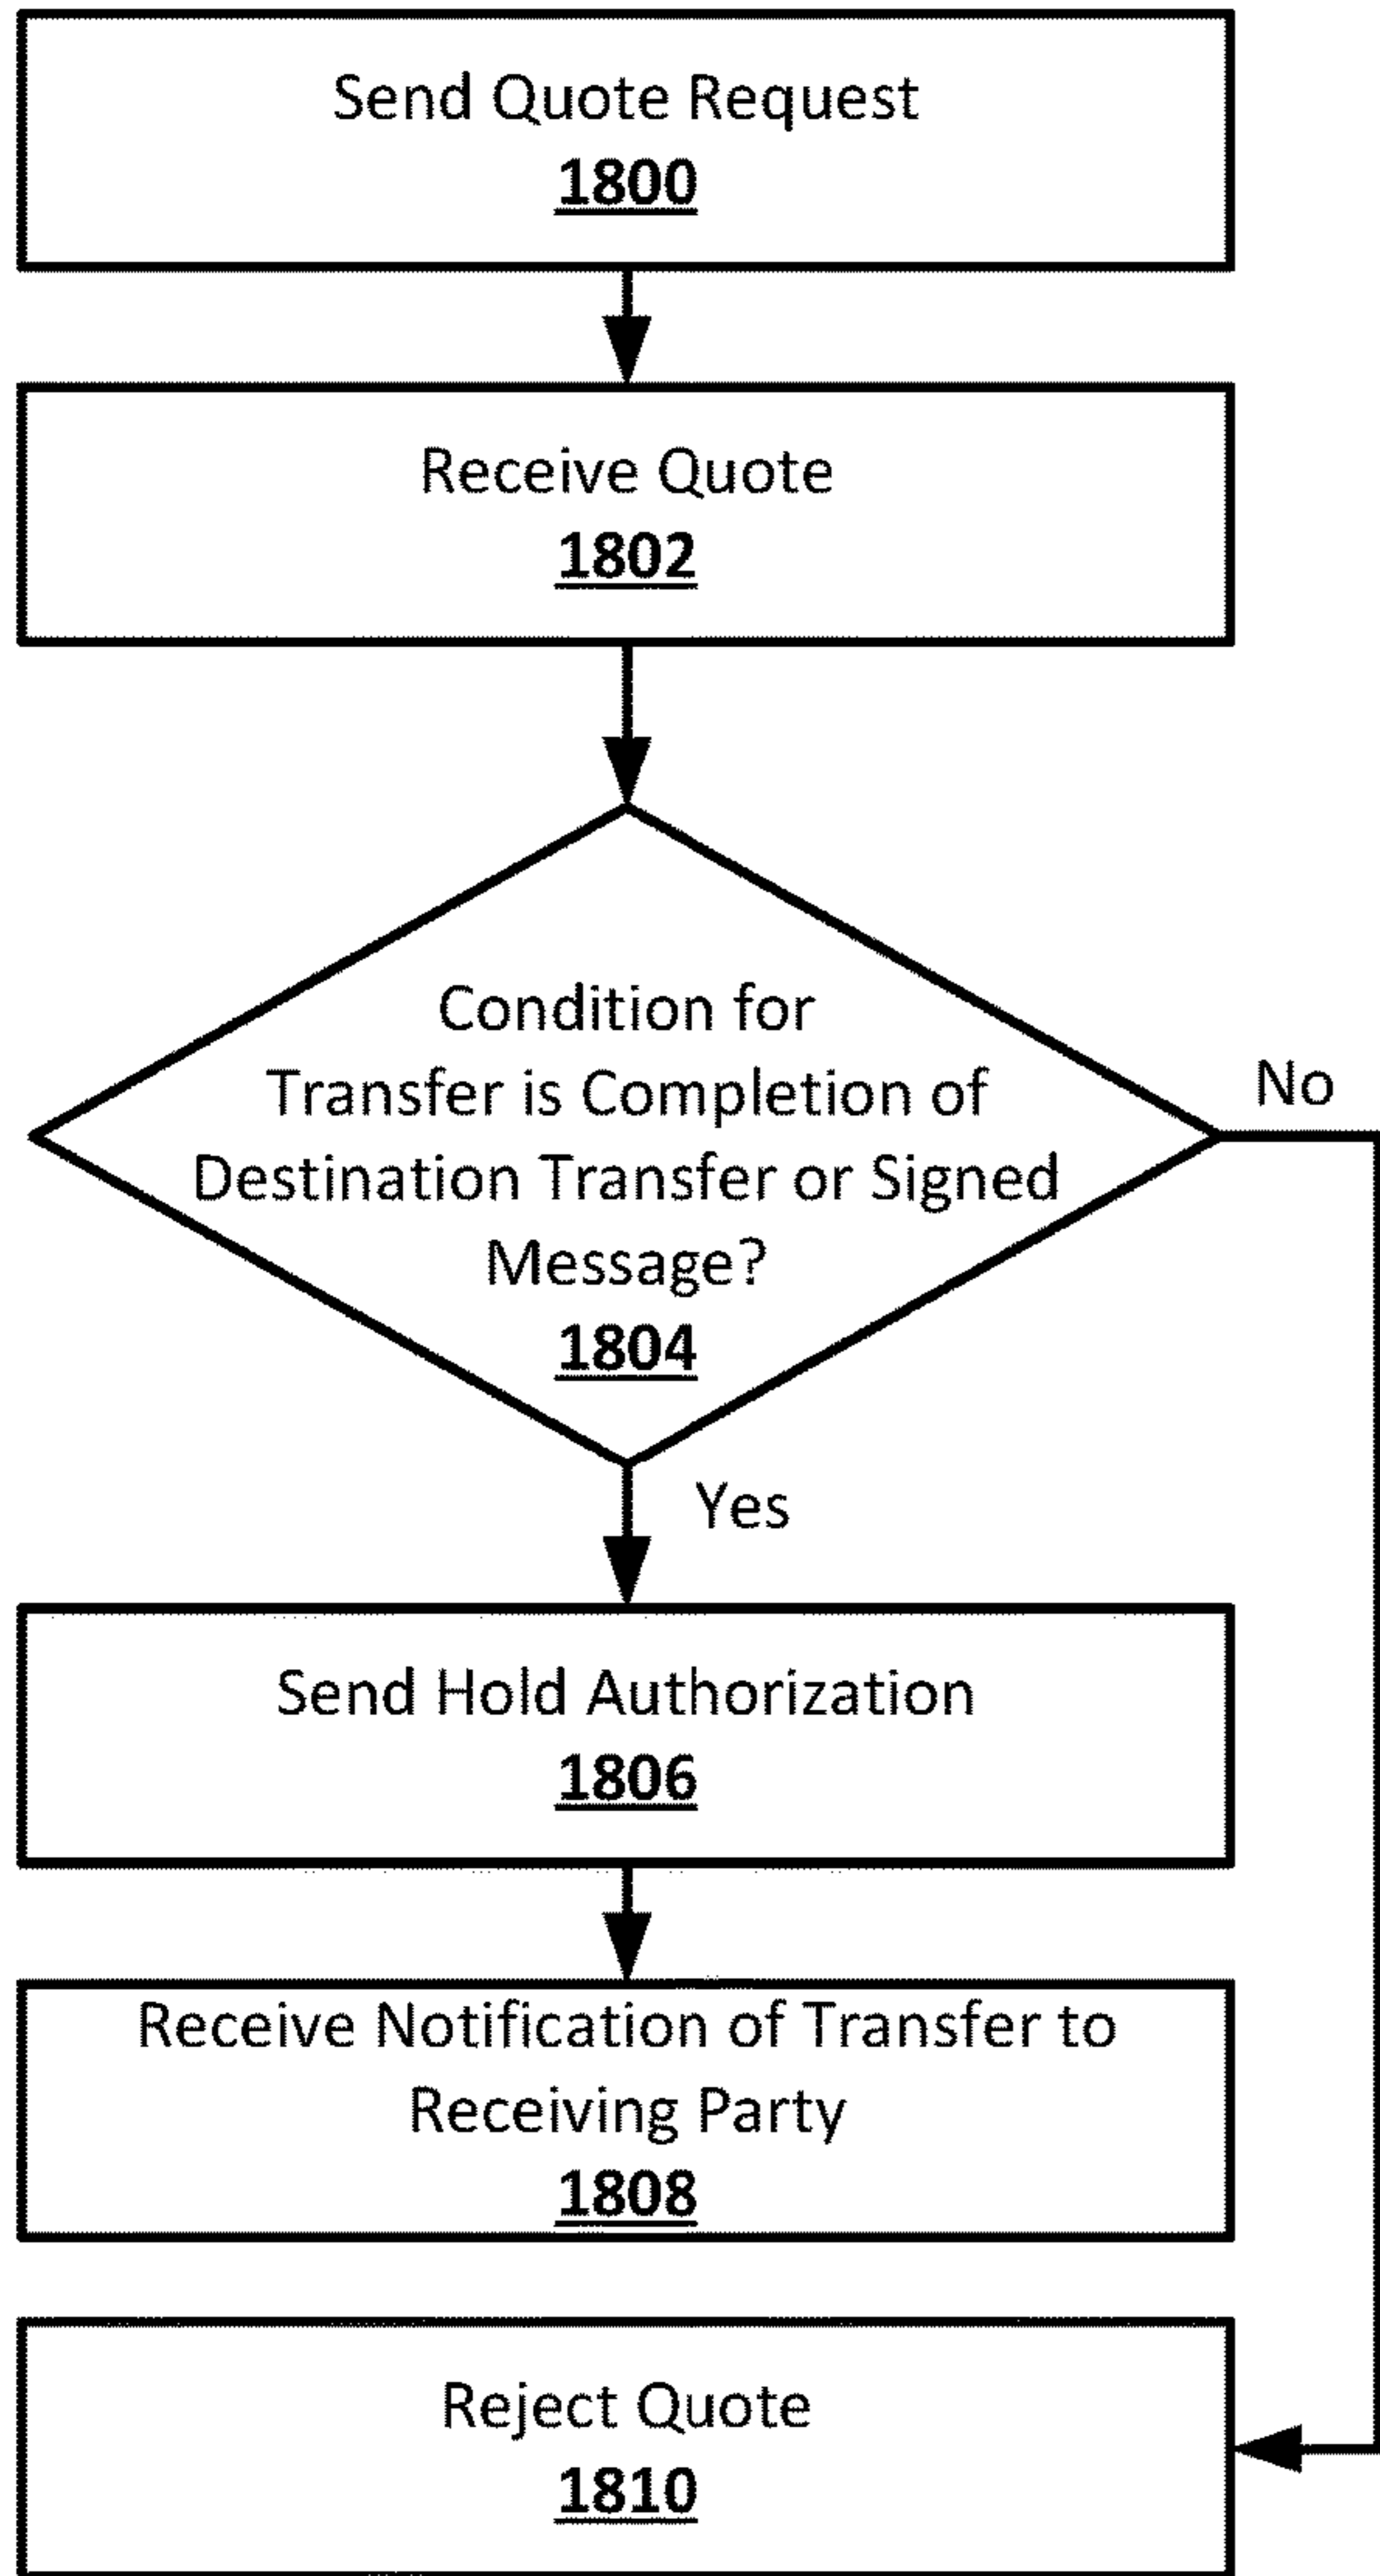 Send Quote Request
1800
Receive Quote
1802
Condition for
Transfer is Completion of
Destination Transfer or Signed
Message?
1804
No
Yes
Send Hold Authorization
1806
Receive Notification of Transfer to
Receiving Party
1808
Reject Quote
1810